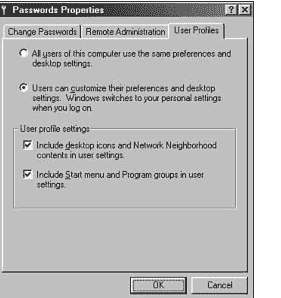 Passwords Properties
Change Passwords Remote Administration User Profiles
All users of this computer use the same preferences and
desktop settings.
Users can customize their preferences and desktop
settings. Windows switches to your personal settings
when you log on.
User profile settings
Include desktop icons and Network Neighborhood
contents in user settings.
Include Start menu and Program groups in user
settings.
OK Cancel